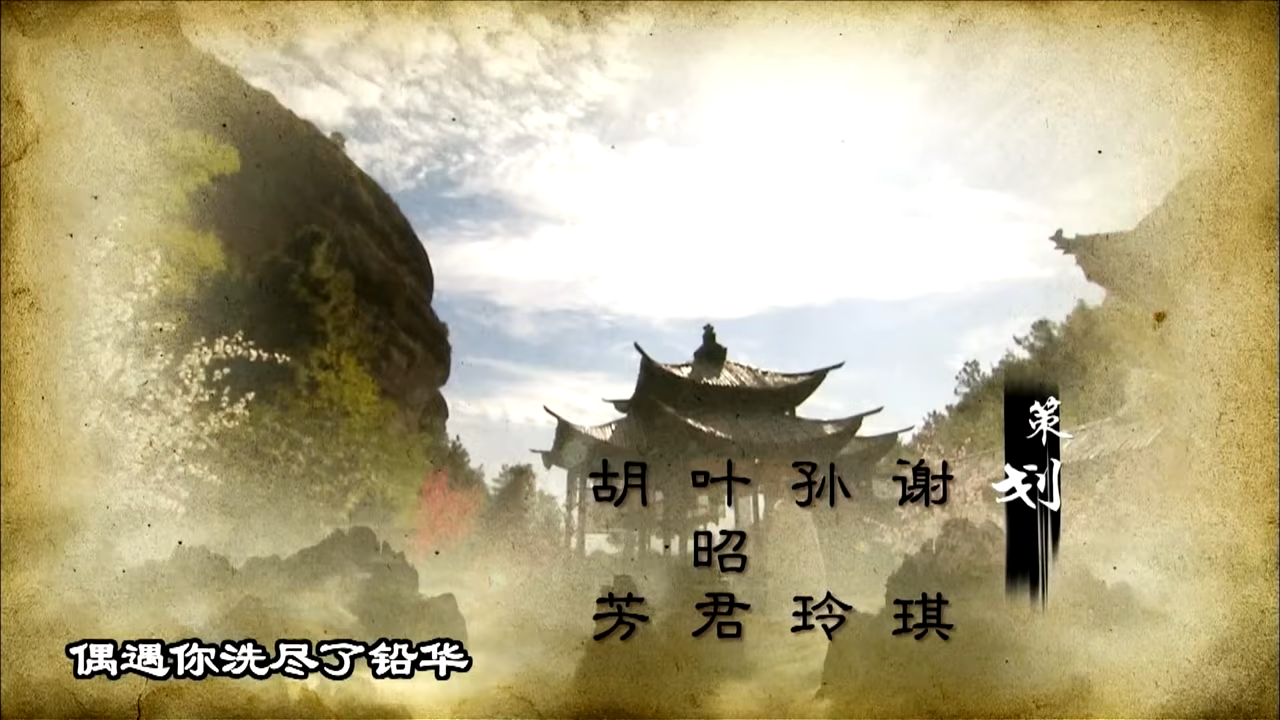 策划
谢琪
孙玲
叶昭君
胡芳
偶遇你洗尽了铅华